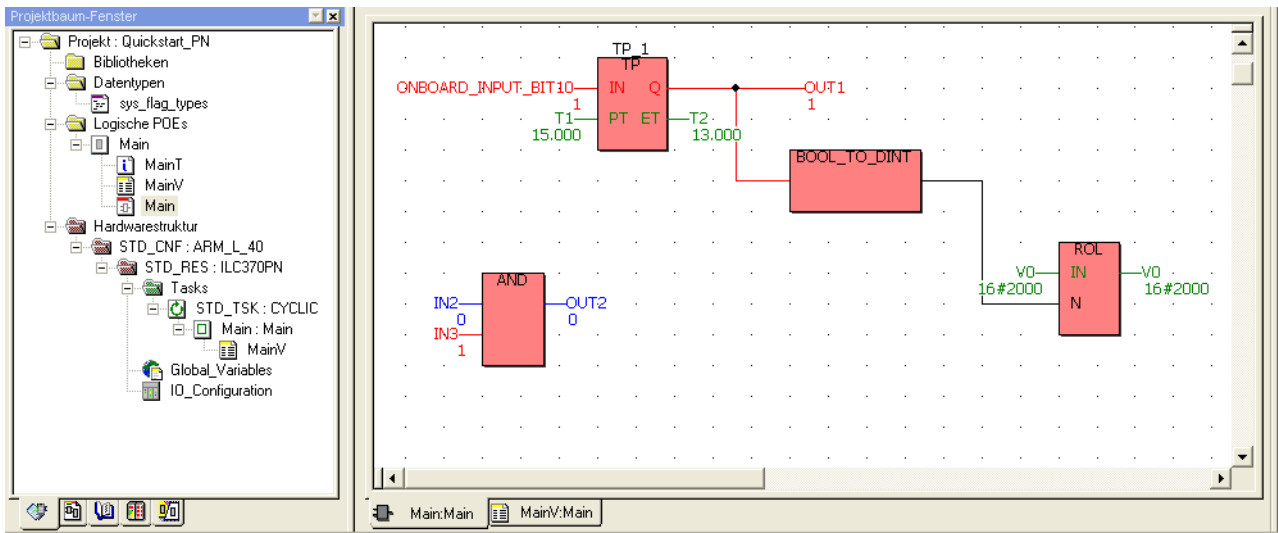 Projektbaum-Fenster
Projekt : Quickstart_PN
Bibliotheken
Datentypen
sys_flag_types
Logische POEs
Main
MainT
MainV
Main
Hardwarestruktur
STD_CNF : ARM_L_40
STD_RES : ILC370PN
Tasks
STD_TSK : CYCLIC
Main : Main
MainV
Global_Variables
IO_Configuration
TP_1
TP
ONBOARD_INPUT_BIT10 IN Q OUT1
1 1
T1 PT ET T2
15.000 13.000
BOOL_TO_DINT
ROL
V0 IN V0
16#2000 16#2000
N
AND
IN2 OUT2
0 0
IN3
1
Main:Main MainV:Main